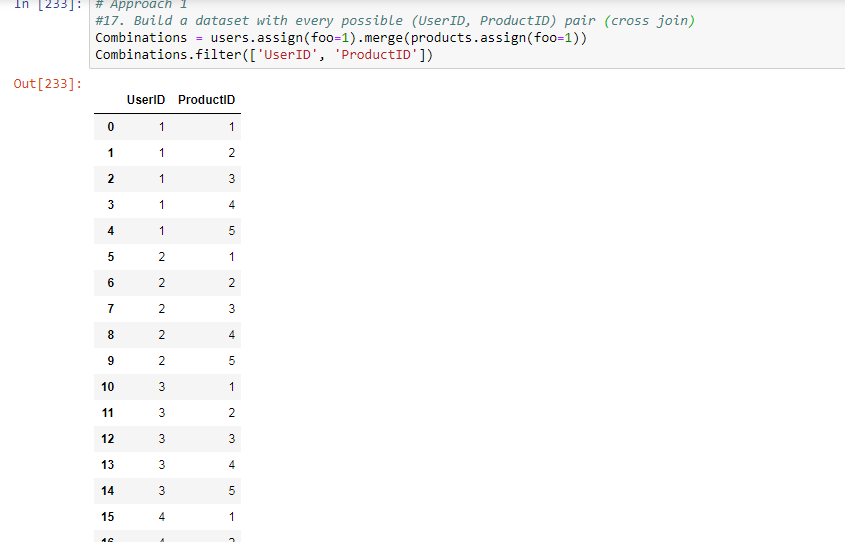 In [233]: # Approach 1
#17. Build a dataset with every possible (UserID, ProductID) pair (cross join)
Combinations = users.assign(foo=1).merge(products.assign(foo=1))
Combinations.filter(['UserID', 'ProductID'])
Out[233]:
UserID ProductID
0 1 1
1 1 2
2 1 3
3 1 4
4 1 5
5 2 1
6 2 2
7 2 3
8 2 4
9 2 5
10 3 1
11 3 2
12 3 3
13 3 4
14 3 5
15 4 1
16 4 2